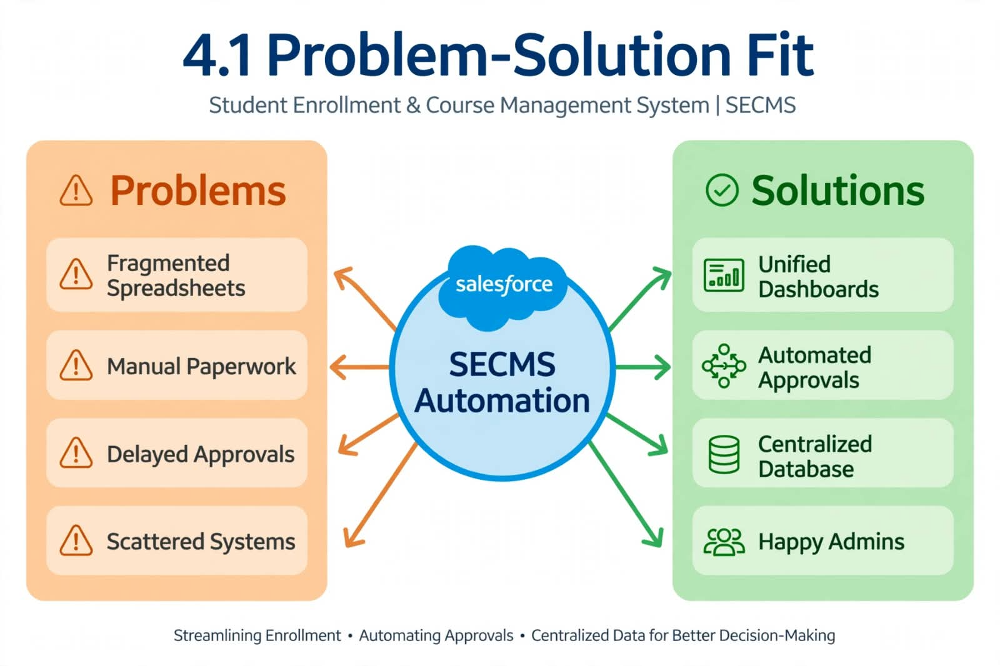 4.1 Problem-Solution Fit
Student Enrollment & Course Management System | SECMS
Problems
Fragmented
Spreadsheets
Manual Paperwork
Delayed Approvals
Scattered Systems
salesforce
SECMS
Automation
Solutions
Unified
Dashboards
Automated
Approvals
Centralized
Database
Happy Admins
Streamlining Enrollment • Automating Approvals • Centralized Data for Better Decision-Making